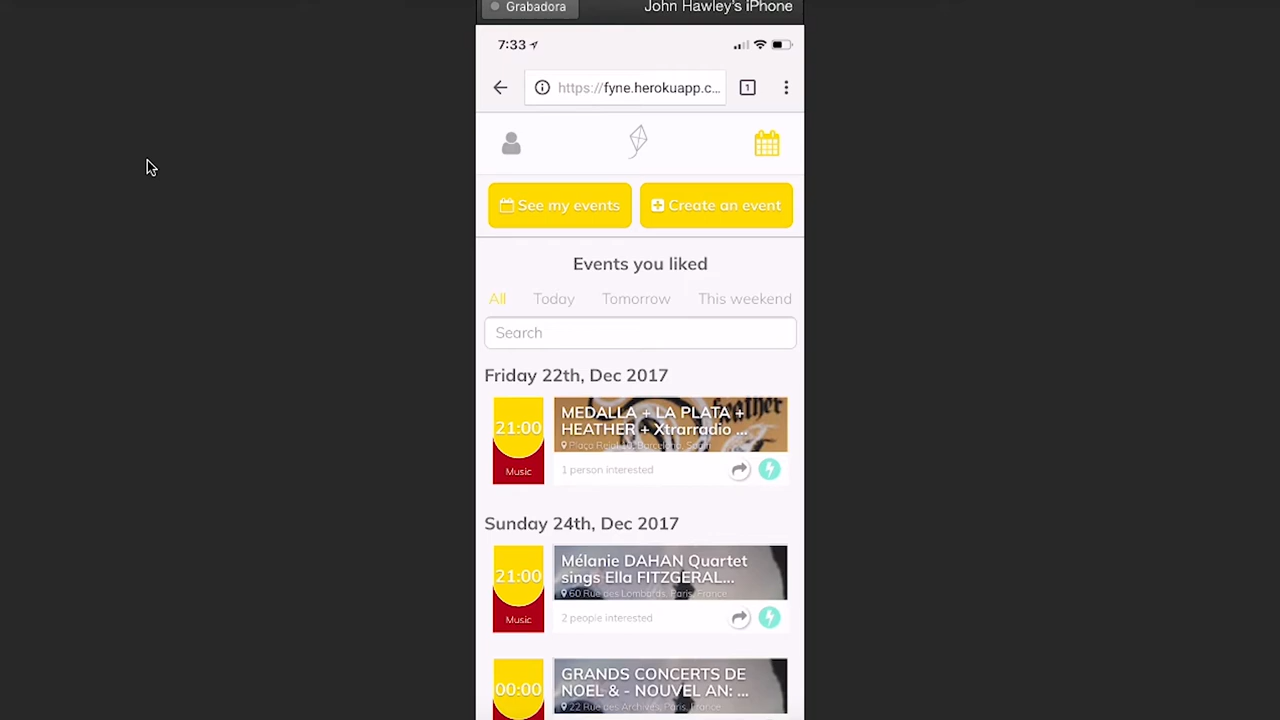 Grabadora
John Hawley's iPhone
7:33
https://fyne.herokuapp.c...
1
See my events
Create an event
Events you liked
All
Today
Tomorrow
This weekend
Search
Friday 22th, Dec 2017
21:00
Music
MEDALLA + LA PLATA +
HEATHER + Xtrarradio ...
Plaça Reial 10, Barcelona, Spain
1 person interested
Sunday 24th, Dec 2017
21:00
Music
Mélanie DAHAN Quartet
sings Ella FITZGERAL...
60 Rue des Lombards, Paris, France
2 people interested
00:00
GRANDS CONCERTS DE
NOEL & - NOUVEL AN: ...
22 Rue des Archives, Paris, France